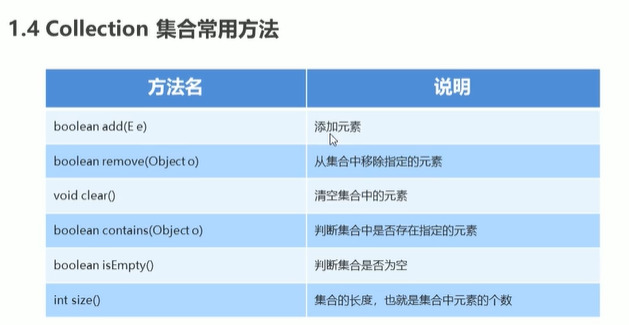 1.4 Collection 集合常用方法
方法名 说明
boolean add(E e) 添加元素
boolean remove(Object o) 从集合中移除指定的元素
void clear() 清空集合中的元素
boolean contains(Object o) 判断集合中是否存在指定的元素
boolean isEmpty() 判断集合是否为空
int size() 集合的长度，也就是集合中元素的个数